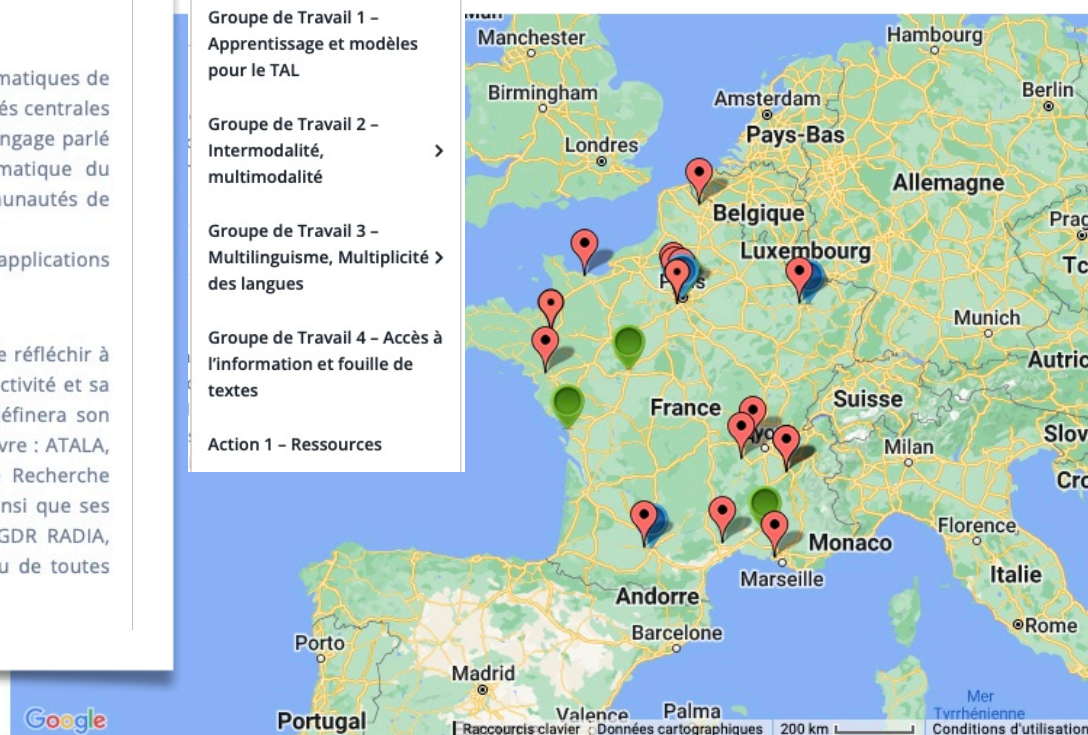 matiques de
és centrales
ngage parlé
matique du
unautés de
applications
e réfléchir à
ctivité et sa
éfinera son
vre : ATALA,
Recherche
nsi que ses
GDR RADIA,
u de toutes
Groupe de Travail 1 –
Apprentissage et modèles
pour le TAL
Groupe de Travail 2 –
Intermodalité,
multimodalité
Groupe de Travail 3 –
Multilinguisme, Multiplicité
des langues
Groupe de Travail 4 – Accès à
l'information et fouille de
textes
Action 1 – Ressources
Manchester
Hambourg
Birmingham
Berlin
Amsterdam
Pays-Bas
Londres
Allemagne
Belgique
Prag
Luxembourg
Tc
Paris
Munich
Autric
Suisse
France
Slov
Milan
Cro
Florence
Monaco
Marseille
Italie
Andorre
Rome
Barcelone
Porto
Madrid
Mer
Tyrrhénienne
Palma
Valence
Portugal
Google
Raccourcis clavier
Données cartographiques
200 km
Conditions d'utilisation